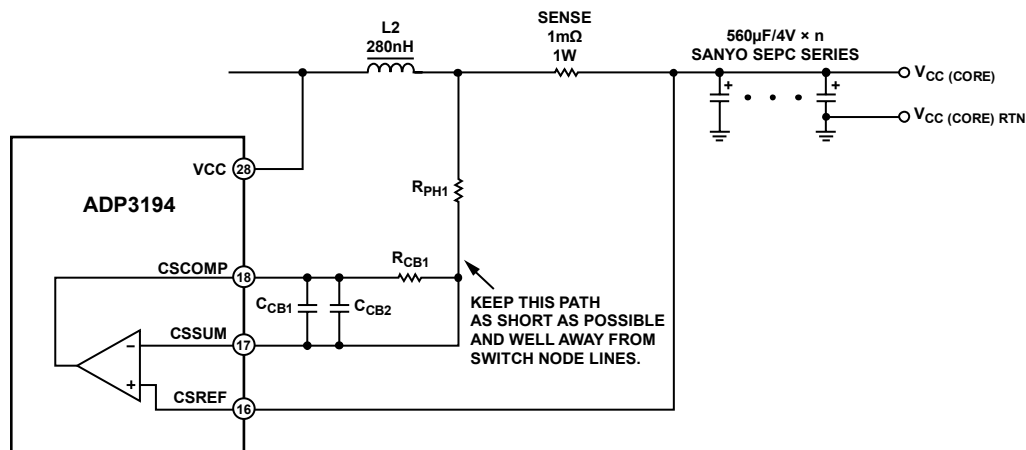 L2
280nH
SENSE
1mΩ
1W
560µF/4V × n
SANYO SEPC SERIES
+
+
VCC (CORE)
VCC (CORE) RTN
VCC
28
ADP3194
RPH1
CSCOMP
18
RCB1
CCB1
CCB2
KEEP THIS PATH
AS SHORT AS POSSIBLE
AND WELL AWAY FROM
SWITCH NODE LINES.
CSSUM
17
–
+
CSREF
16